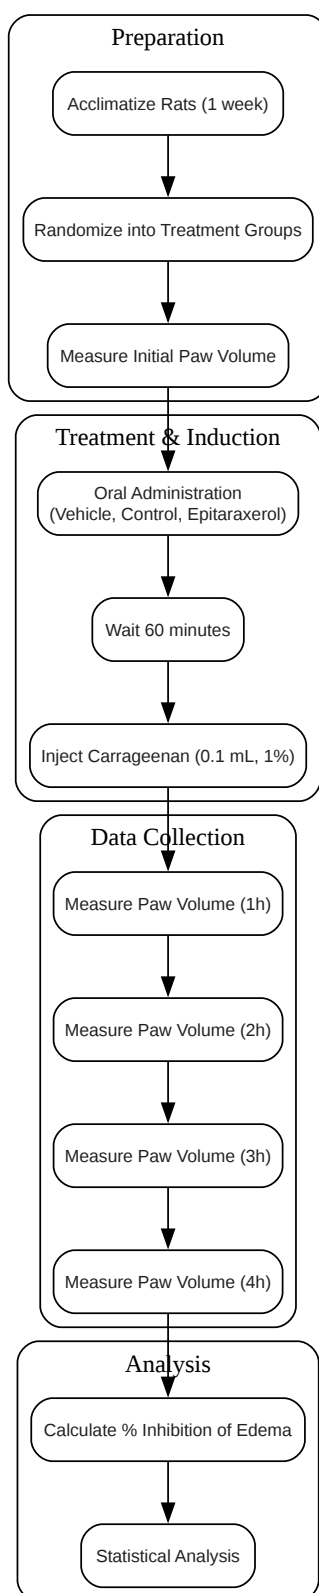 Preparation
Acclimatize Rats (1 week)
Randomize into Treatment Groups
Measure Initial Paw Volume
Treatment & Induction
Oral Administration
(Vehicle, Control, Epitaraxerol)
Wait 60 minutes
Inject Carrageenan (0.1 mL, 1%)
Data Collection
Measure Paw Volume (1h)
Measure Paw Volume (2h)
Measure Paw Volume (3h)
Measure Paw Volume (4h)
Analysis
Calculate % Inhibition of Edema
Statistical Analysis